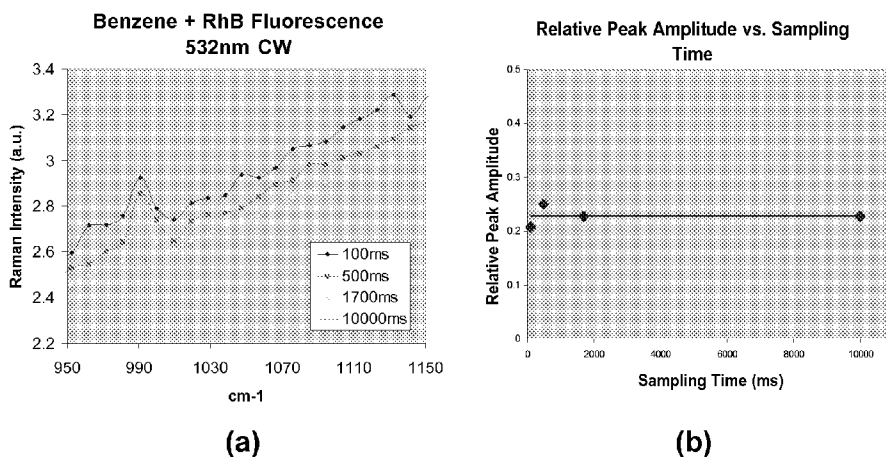 Benzene + RhB Fluorescence
532nm CW
3.4
3.2
3
2.8
2.6
2.4
2.2
Raman Intensity (a.u.)
100ms
500ms
1700ms
10000ms
950 990 1030 1070 1110 1150
cm-1
(a)
Relative Peak Amplitude vs. Sampling
Time
0.5
0.4
0.3
0.2
0.1
0
Relative Peak Amplitude
0 2000 4000 6000 8000 10000
Sampling Time (ms)
(b)